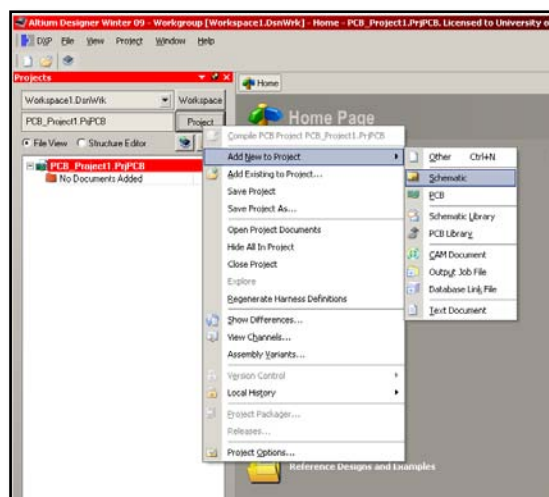 Altium Designer Winter 09 - Workgroup [Workspace1.DsnWrk] - Home - PCB_Project1.PrjPCB. Licensed to University o
DXP File View Project Window Help
Projects
Home
Workspace1.DsnWrk Workspace
PCB_Project1.PrjPCB Project
File View Structure Editor
Home Page
PCB_Project1.PrjPCB
No Documents Added
Compile PCB Project PCB_Project1.PrjPCB
Add New to Project
Add Existing to Project...
Save Project
Save Project As...
Open Project Documents
Hide All In Project
Close Project
Explore
Regenerate Harness Definitions
Show Differences...
View Channels...
Assembly Variants...
Version Control
Local History
Project Packager...
Releases...
Project Options...
Other Ctrl+N
Schematic
PCB
Schematic Library
PCB Library
CAM Document
Output Job File
Database Link File
Text Document
Reference Designs and Examples